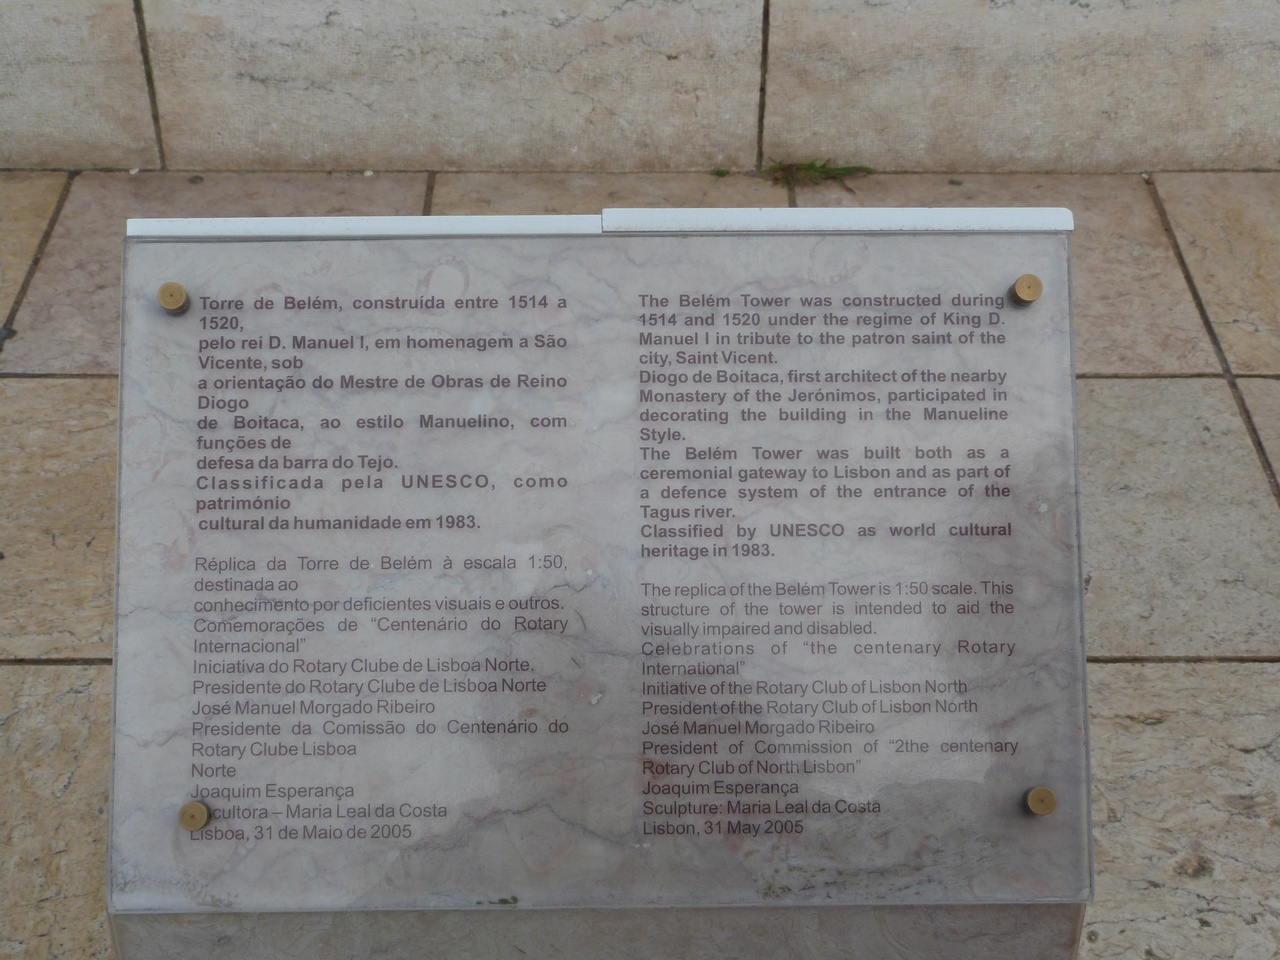 Torre de Belém, construída entre 1514 a
1520,
pelo rei D. Manuel I, em homenagem a São
Vicente, sob
a orientação do Mestre de Obras de Reino
Diogo
de Boitaca, ao estilo Manuelino, com
funções de
defesa da barra do Tejo.
Classificada pela UNESCO, como
património
cultural da humanidade em 1983.
Réplica da Torre de Belém à escala 1:50,
destinada ao
conhecimento por deficientes visuais e outros.
Comemorações de “Centenário do Rotary
Internacional”
Iniciativa do Rotary Clube de Lisboa Norte.
Presidente do Rotary Clube de Lisboa Norte
José Manuel Morgado Ribeiro
Presidente da Comissão do Centenário do
Rotary Clube Lisboa
Norte
Joaquim Esperança
– Maria Leal da Costa
Lisboa, 31 de Maio de 2005
The Belém Tower was constructed during
1514 and 1520 under the regime of King D.
Manuel I in tribute to the patron saint of the
city, Saint Vicent.
Diogo de Boitaca, first architect of the nearby
Monastery of the Jerónimos, participated in
decorating the building in the Manueline
Style.
The Belém Tower was built both as a
ceremonial gateway to Lisbon and as part of
a defence system of the entrance of the
Tagus river.
Classified by UNESCO as world cultural
heritage in 1983.
The replica of the Belém Tower is 1:50 scale. This
structure of the tower is intended to aid the
visually impaired and disabled.
Celebrations of “the centenary Rotary
International”
Initiative of the Rotary Club of Lisbon North
President of the Rotary Club of Lisbon North
José Manuel Morgado Ribeiro
President of Commission of “2the centenary
Rotary Club of North Lisbon”
Joaquim Esperança
Sculpture: Maria Leal da Costa
Lisbon, 31 May 2005